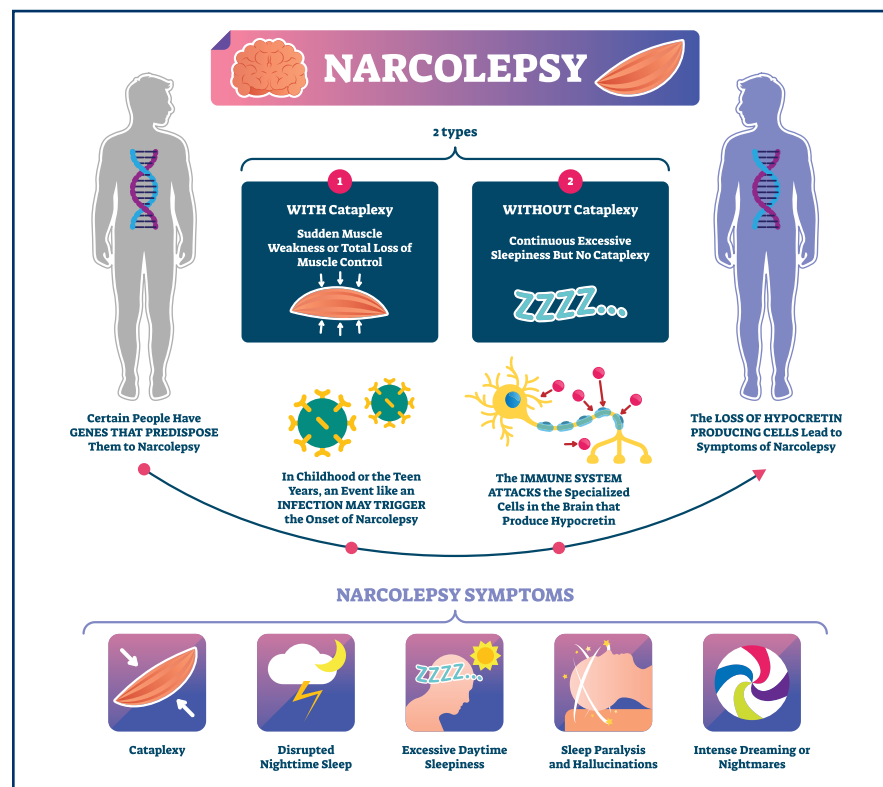 NARCOLEPSY
2 types
1
WITH Cataplexy
Sudden Muscle
Weakness or Total Loss of
Muscle Control
2
WITHOUT Cataplexy
Continuous Excessive
Sleepiness But No Cataplexy
ZZZZ...
Certain People Have
GENES THAT PREDISPOSE
Them to Narcolepsy
In Childhood or the Teen
Years, an Event like an
INFECTION MAY TRIGGER
the Onset of Narcolepsy
The IMMUNE SYSTEM
ATTACKS the Specialized
Cells in the Brain that
Produce Hypocretin
The LOSS OF HYPOCRETIN
PRODUCING CELLS Lead to
Symptoms of Narcolepsy
NARCOLEPSY SYMPTOMS
Cataplexy
Disrupted
Nighttime Sleep
ZZZZ...
Excessive Daytime
Sleepiness
Sleep Paralysis
and Hallucinations
Intense Dreaming or
Nightmares